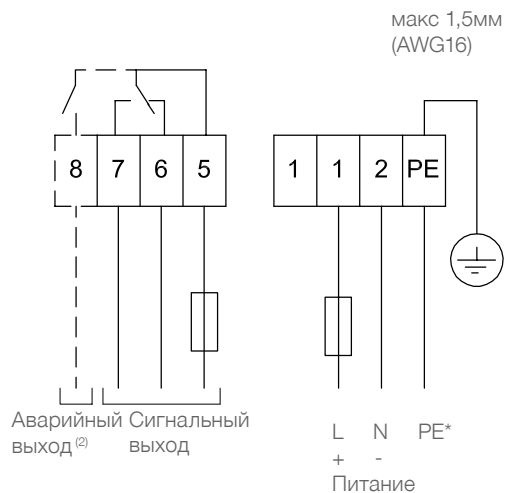 макс 1,5мм
(AWG16)
8 7 6 5 1 1 2 PE
Аварийный Сигнальный
выход (2) выход
L N PE*
+ -
Питание